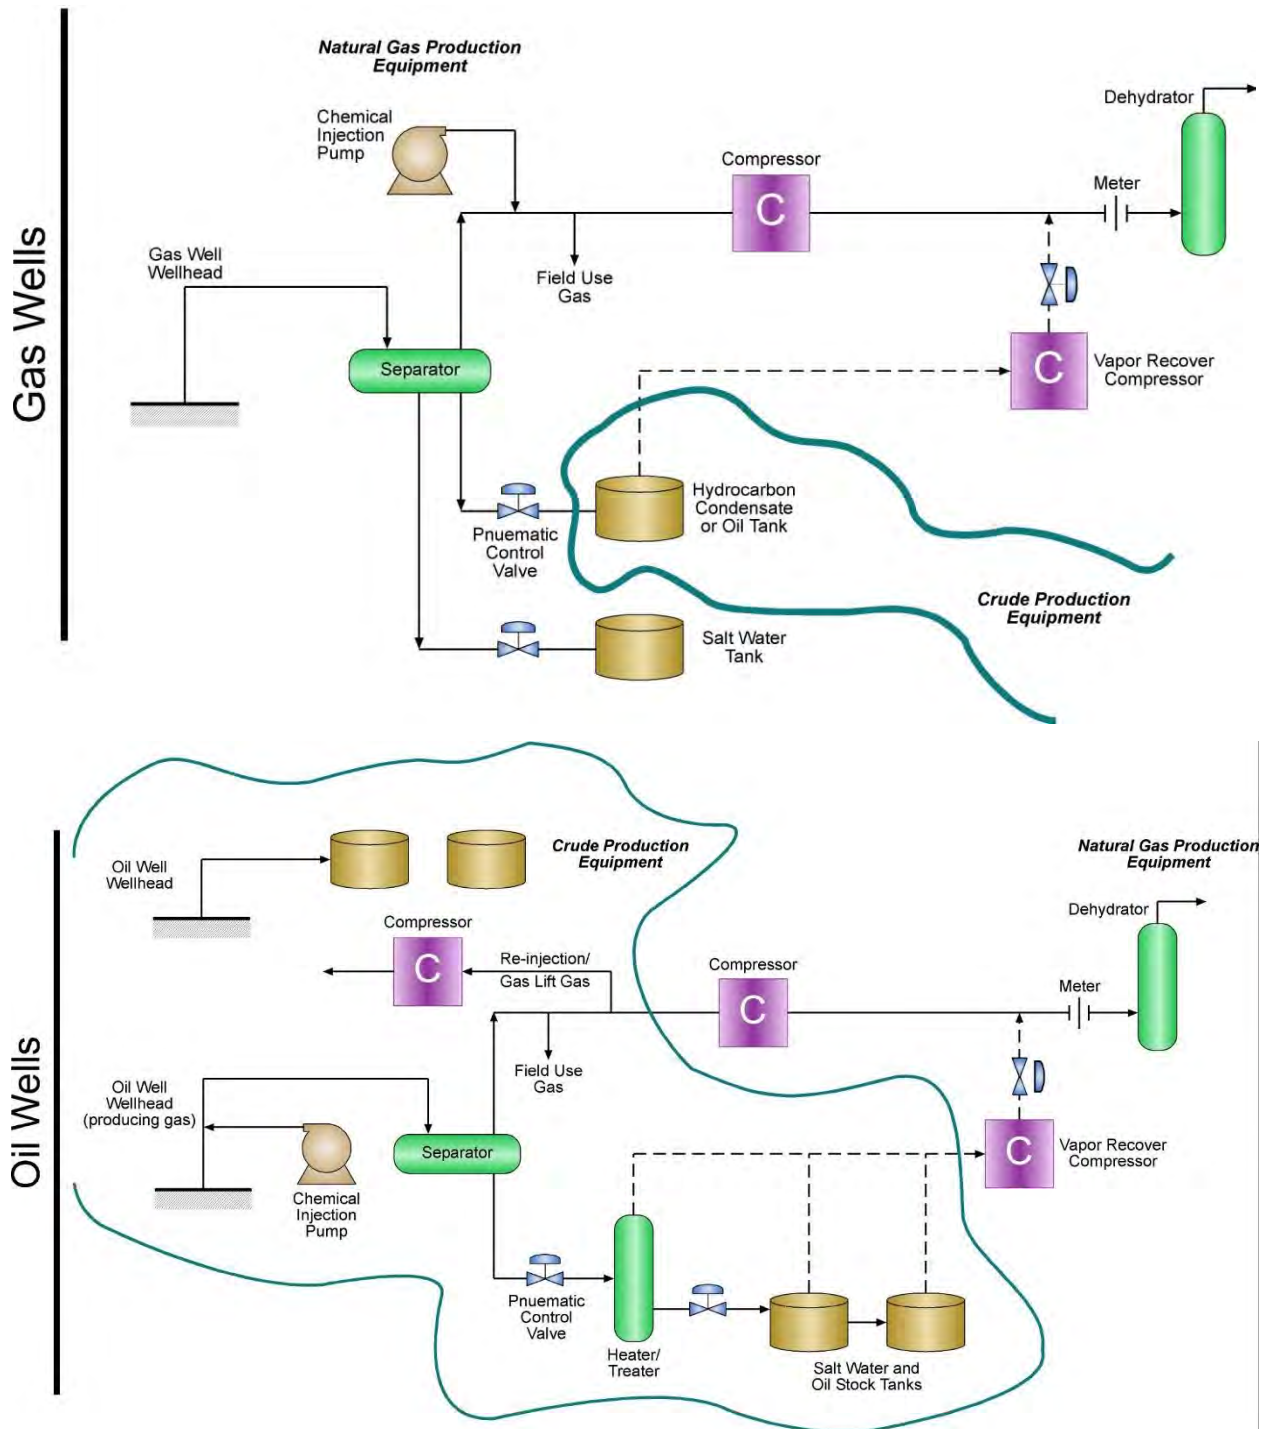 Gas Wells
Natural Gas Production
Equipment
Chemical
Injection
Pump
Dehydrator
Compressor
C
Meter
Gas Well
Wellhead
Field Use
Gas
Separator
C
Vapor Recover
Compressor
Hydrocarbon
Condensate
or Oil Tank
Pnuematic
Control
Valve
Crude Production
Equipment
Salt Water
Tank
Oil Wells
Crude Production
Equipment
Natural Gas Production
Equipment
Oil Well
Wellhead
Dehydrator
Compressor
C
Re-injection/
Gas Lift Gas
Compressor
C
Meter
Field Use
Gas
Oil Well
Wellhead
(producing gas)
Separator
C
Vapor Recover
Compressor
Chemical
Injection
Pump
Pnuematic
Control
Valve
Heater/
Treater
Salt Water and
Oil Stock Tanks